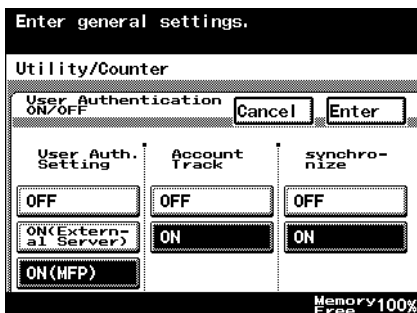 Enter general settings.
Utility/Counter
User Authentication
ON/OFF
Cancel
Enter
User Auth.
Setting
Account
Track
synchro-
nize
OFF
OFF
OFF
ON(Extern-
al Server)
ON
ON
ON(MFP)
Memory
Free
100%